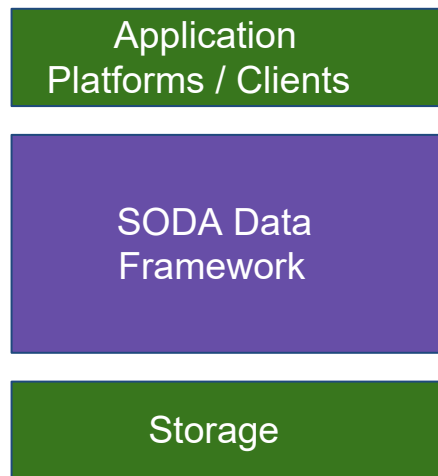 Application
Platforms / Clients
SODA Data
Framework
Storage